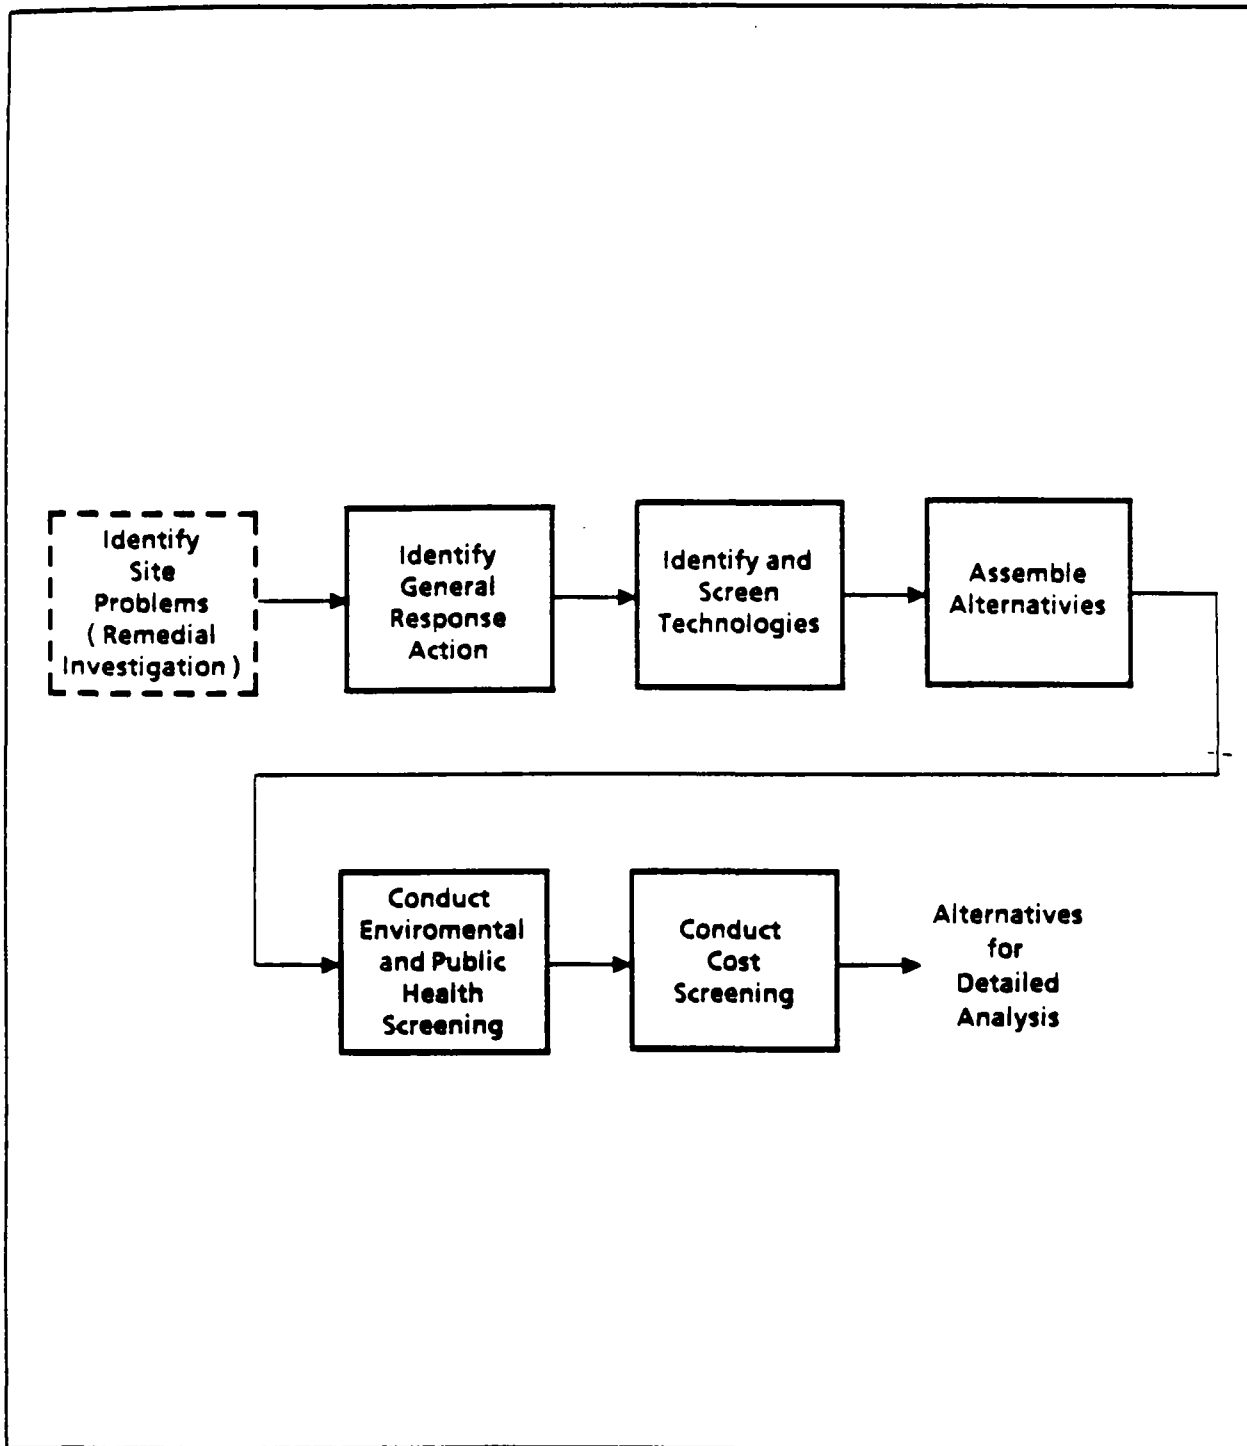 Identify
Site
Problems
( Remedial
Investigation )
Identify
General
Response
Action
Identify and
Screen
Technologies
Assemble
Alternativies
Conduct
Enviromental
and Public
Health
Screening
Conduct
Cost
Screening
Alternatives
for
Detailed
Analysis